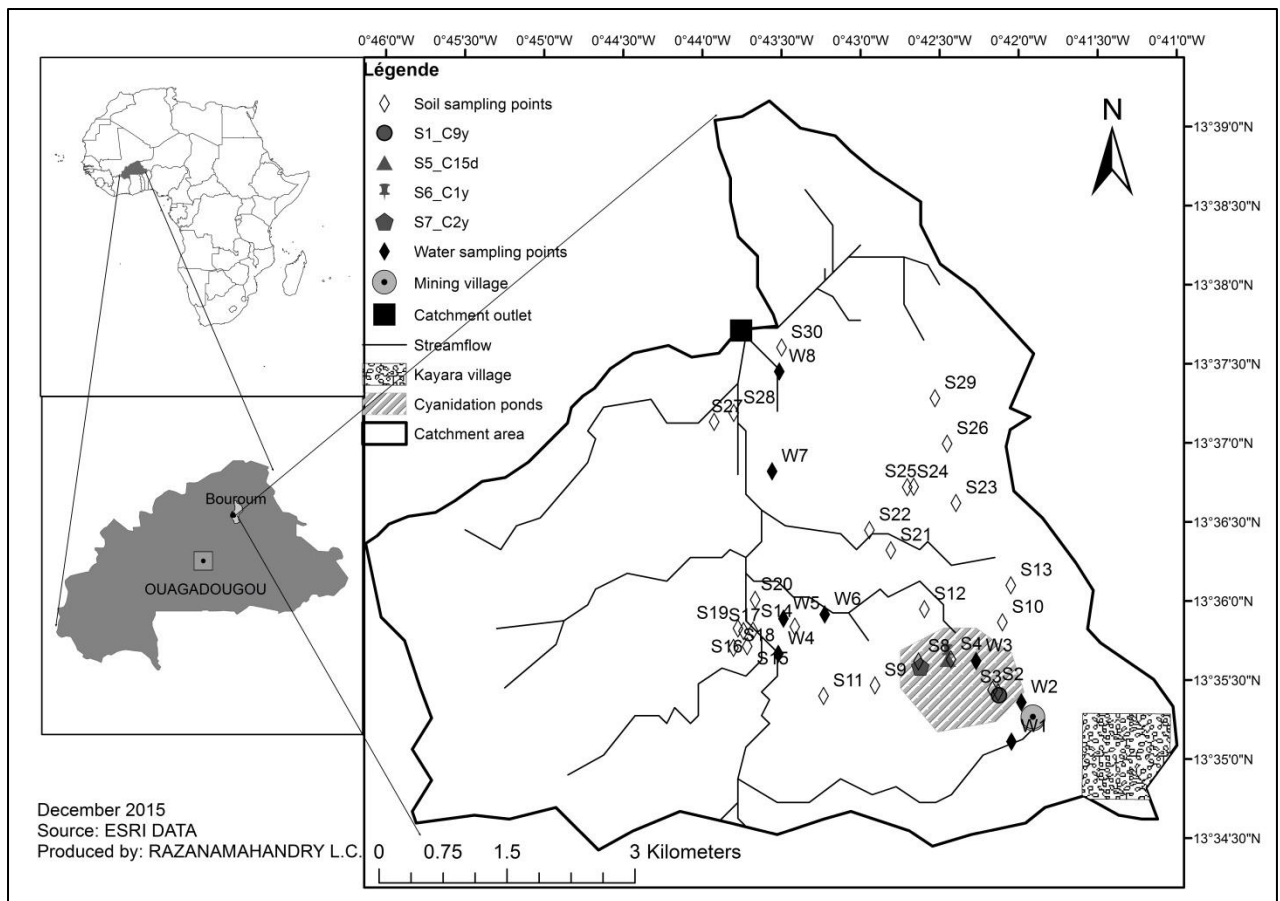 0°46'0"W 0°45'30"W 0°45'0"W 0°44'30"W 0°44'0"W 0°43'30"W 0°43'0"W 0°42'30"W 0°42'0"W 0°41'30"W 0°41'0"W
Légende
Soil sampling points
S1_C9y
S5_C15d
S6_C1y
S7_C2y
Water sampling points
Mining village
Catchment outlet
Streamflow
Kayara village
Cyanidation ponds
Catchment area
N
13°39'0"N
13°38'30"N
13°38'0"N
13°37'30"N
13°37'0"N
13°36'30"N
13°36'0"N
13°35'30"N
13°35'0"N
13°34'30"N
S30
W8
S29
S28
S27
S26
W7
S25
S24
S23
S22
S21
S13
S20
S12
S10
W5
W6
S19
S17
S14
W4
S18
S16
S15
S8
S4
W3
S9
S3
S2
S11
W2
W1
Bouroum
OUAGADOUGOU
December 2015
Source: ESRI DATA
Produced by: RAZANAMAHANDRY L.C.
0 0.75 1.5 3 Kilometers